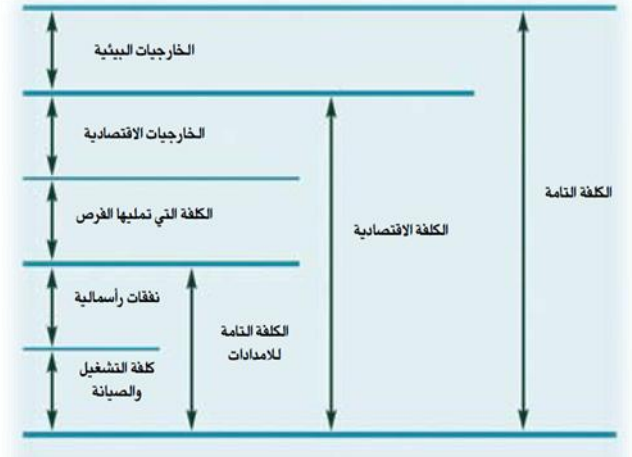 الخارجيات البيئية
الخارجيات الاقتصادية
الكلفة التي تمليها الفرص
نفقات رأسمالية
كلفة التشغيل
والصيانة
الكلفة التامة
للامدادات
الكلفة الاقتصادية
الكلفة التامة